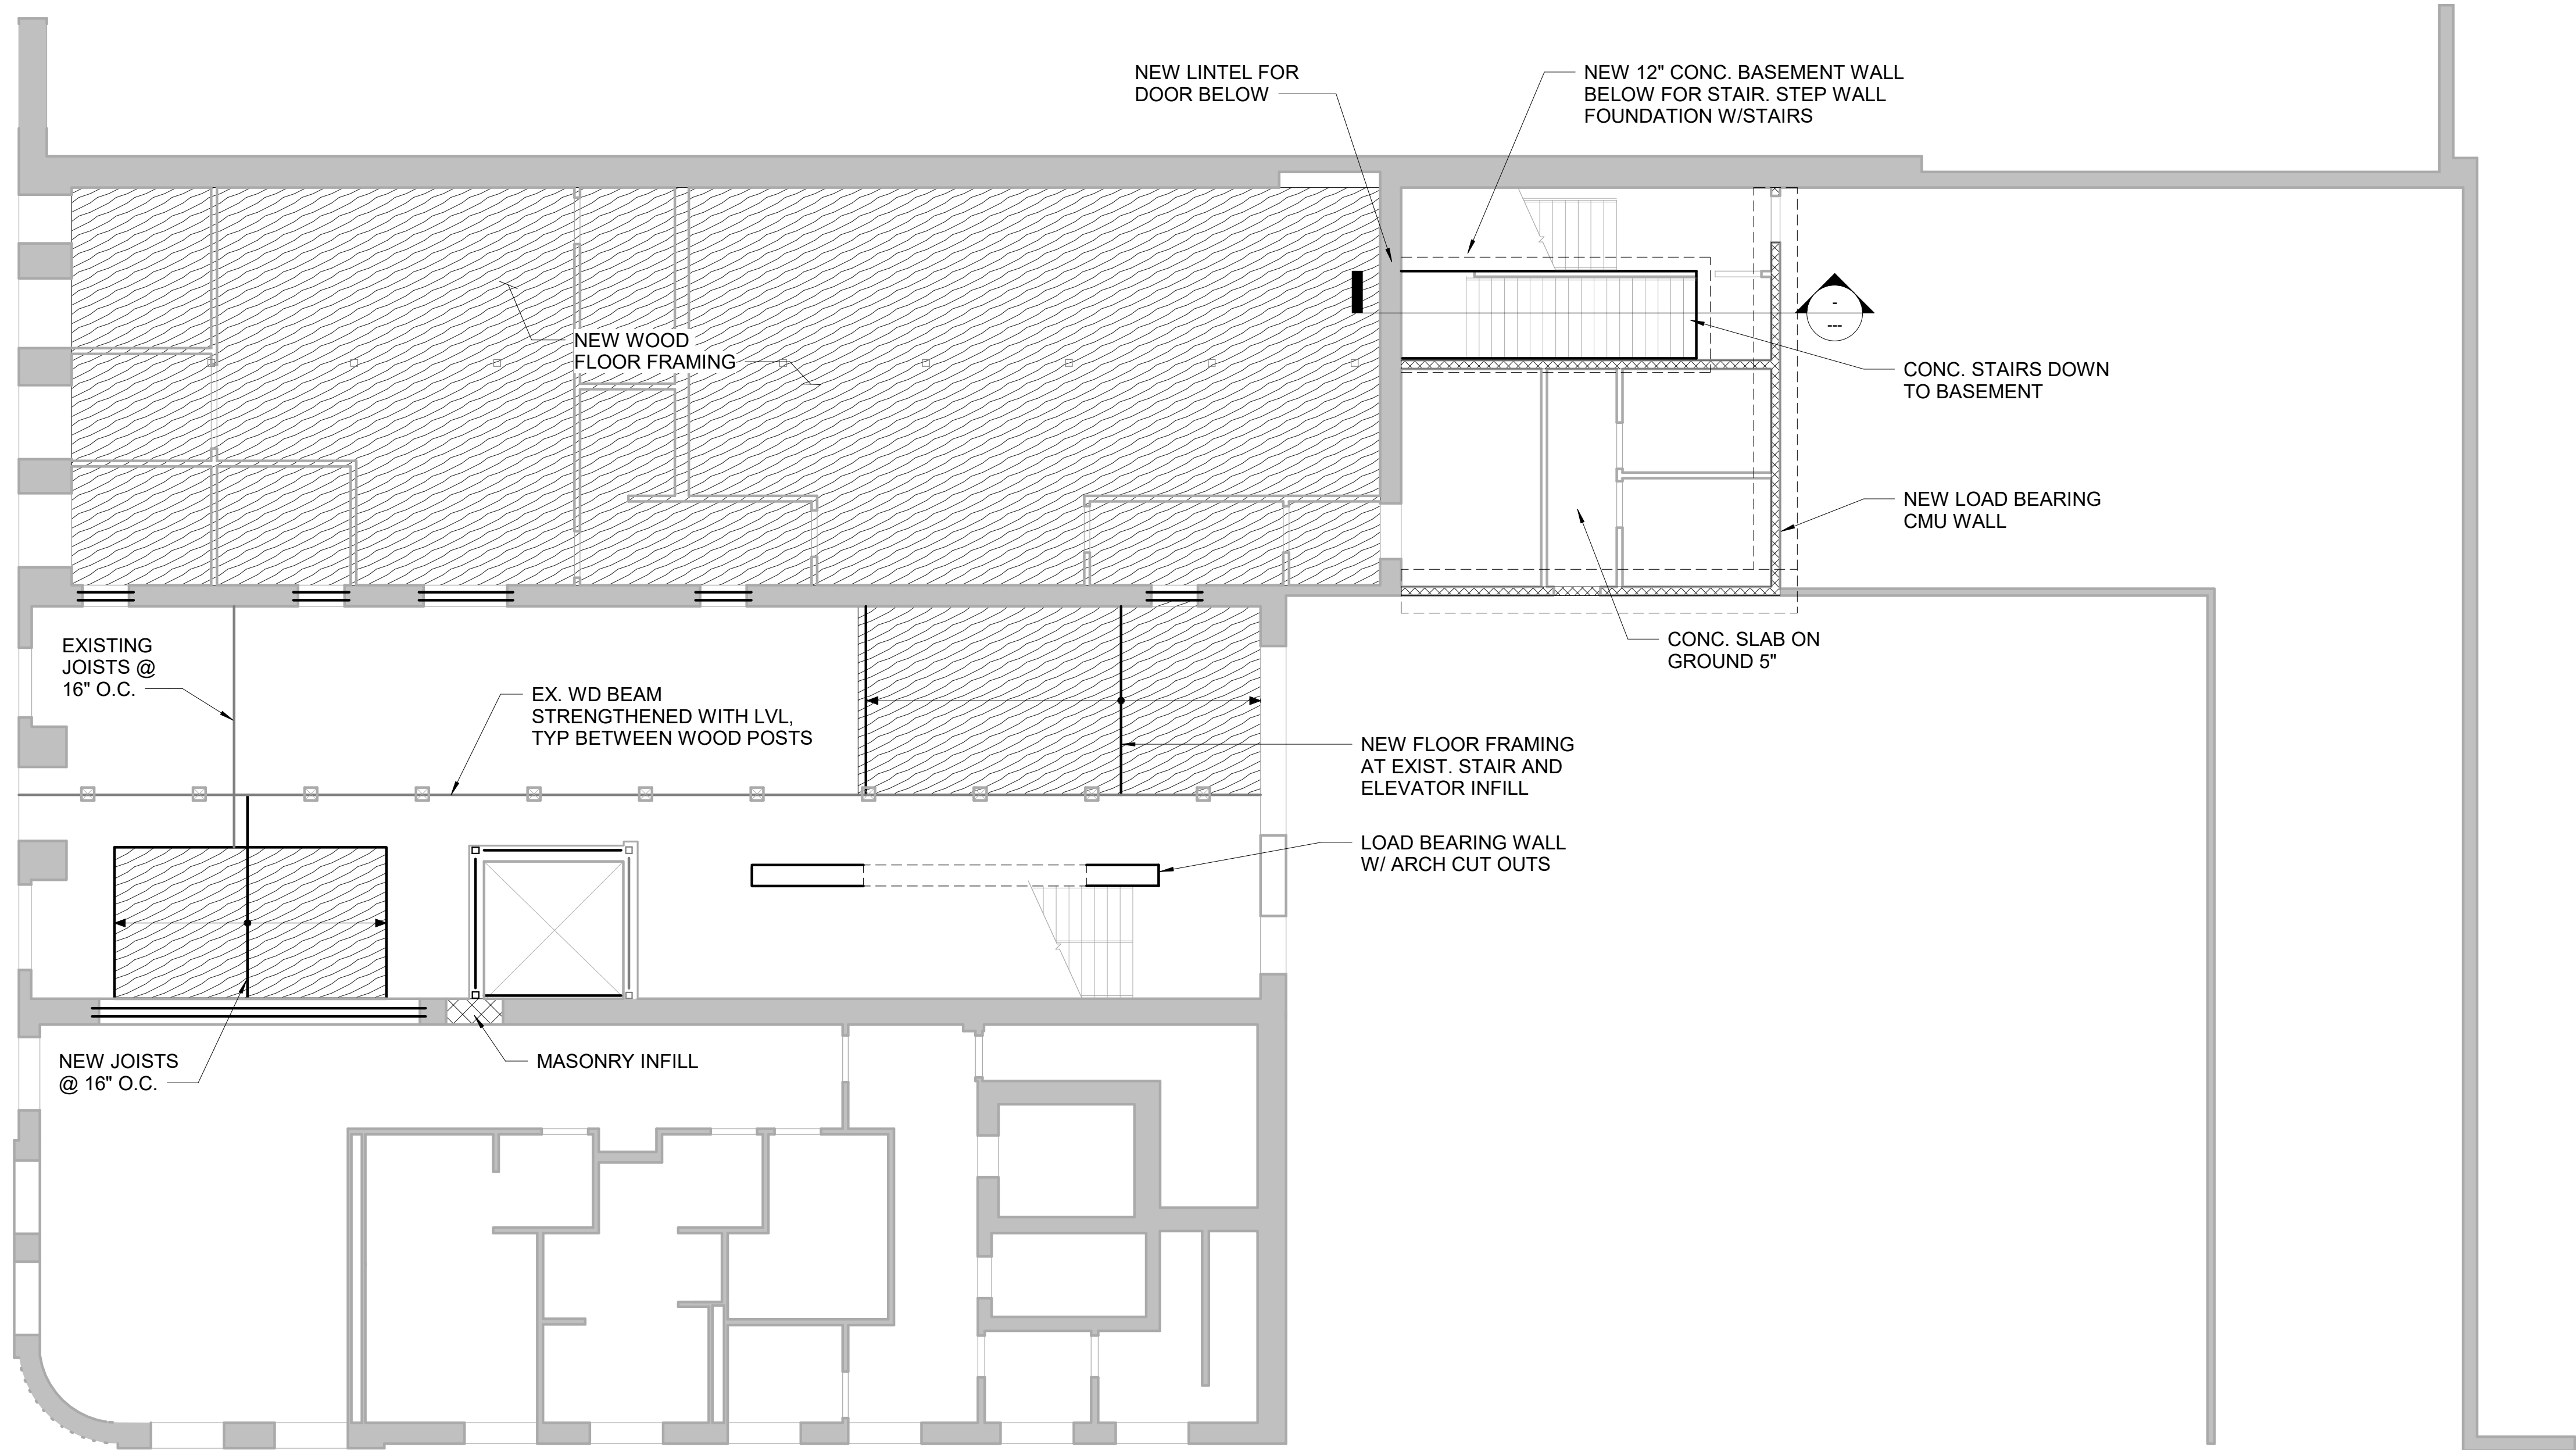 NEW LINTEL FOR
DOOR BELOW
NEW 12" CONC. BASEMENT WALL
BELOW FOR STAIR. STEP WALL
FOUNDATION W/STAIRS
NEW WOOD
FLOOR FRAMING
-
---
CONC. STAIRS DOWN
TO BASEMENT
NEW LOAD BEARING
CMU WALL
CONC. SLAB ON
GROUND 5"
EXISTING
JOISTS @
16" O.C.
EX. WD BEAM
STRENGTHENED WITH LVL,
TYP BETWEEN WOOD POSTS
NEW FLOOR FRAMING
AT EXIST. STAIR AND
ELEVATOR INFILL
LOAD BEARING WALL
W/ ARCH CUT OUTS
NEW JOISTS
@ 16" O.C.
MASONRY INFILL